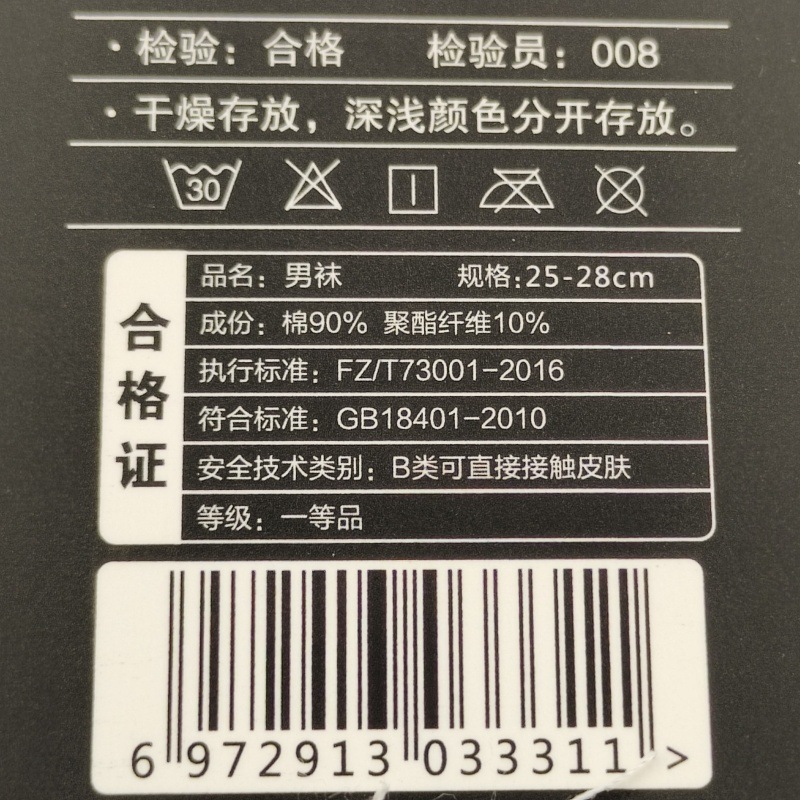 ·检验：合格 检验员：008
·干燥存放，深浅颜色分开存放。
30
合格证
品名：男袜 规格:25-28cm
成份：棉90% 聚酯纤维10%
执行标准：FZ/T73001-2016
符合标准：GB18401-2010
安全技术类别：B类可直接接触皮肤
等级：一等品
6 972913 033311 >